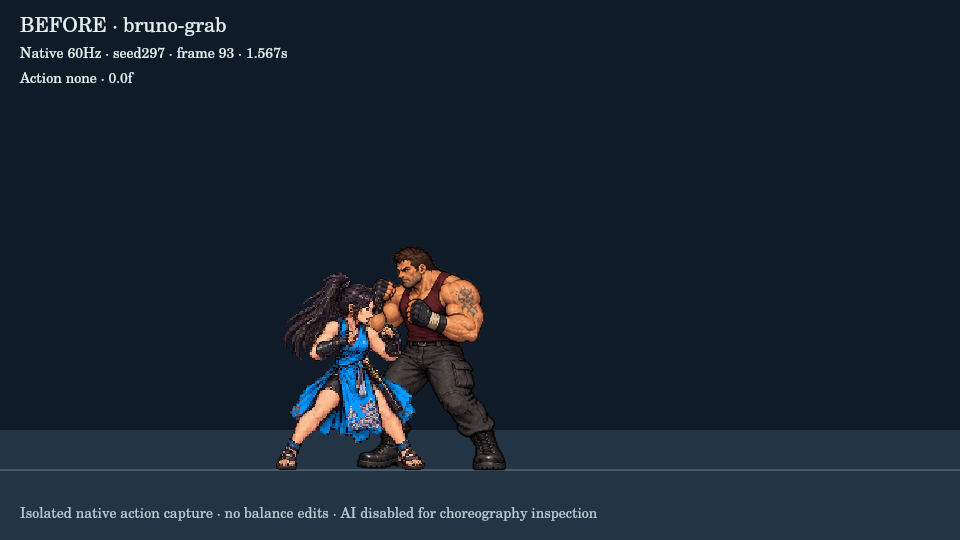 BEFORE · bruno-grab
Native 60Hz · seed297 · frame 93 · 1.567s
Action none · 0.0f
Isolated native action capture · no balance edits · AI disabled for choreography inspection